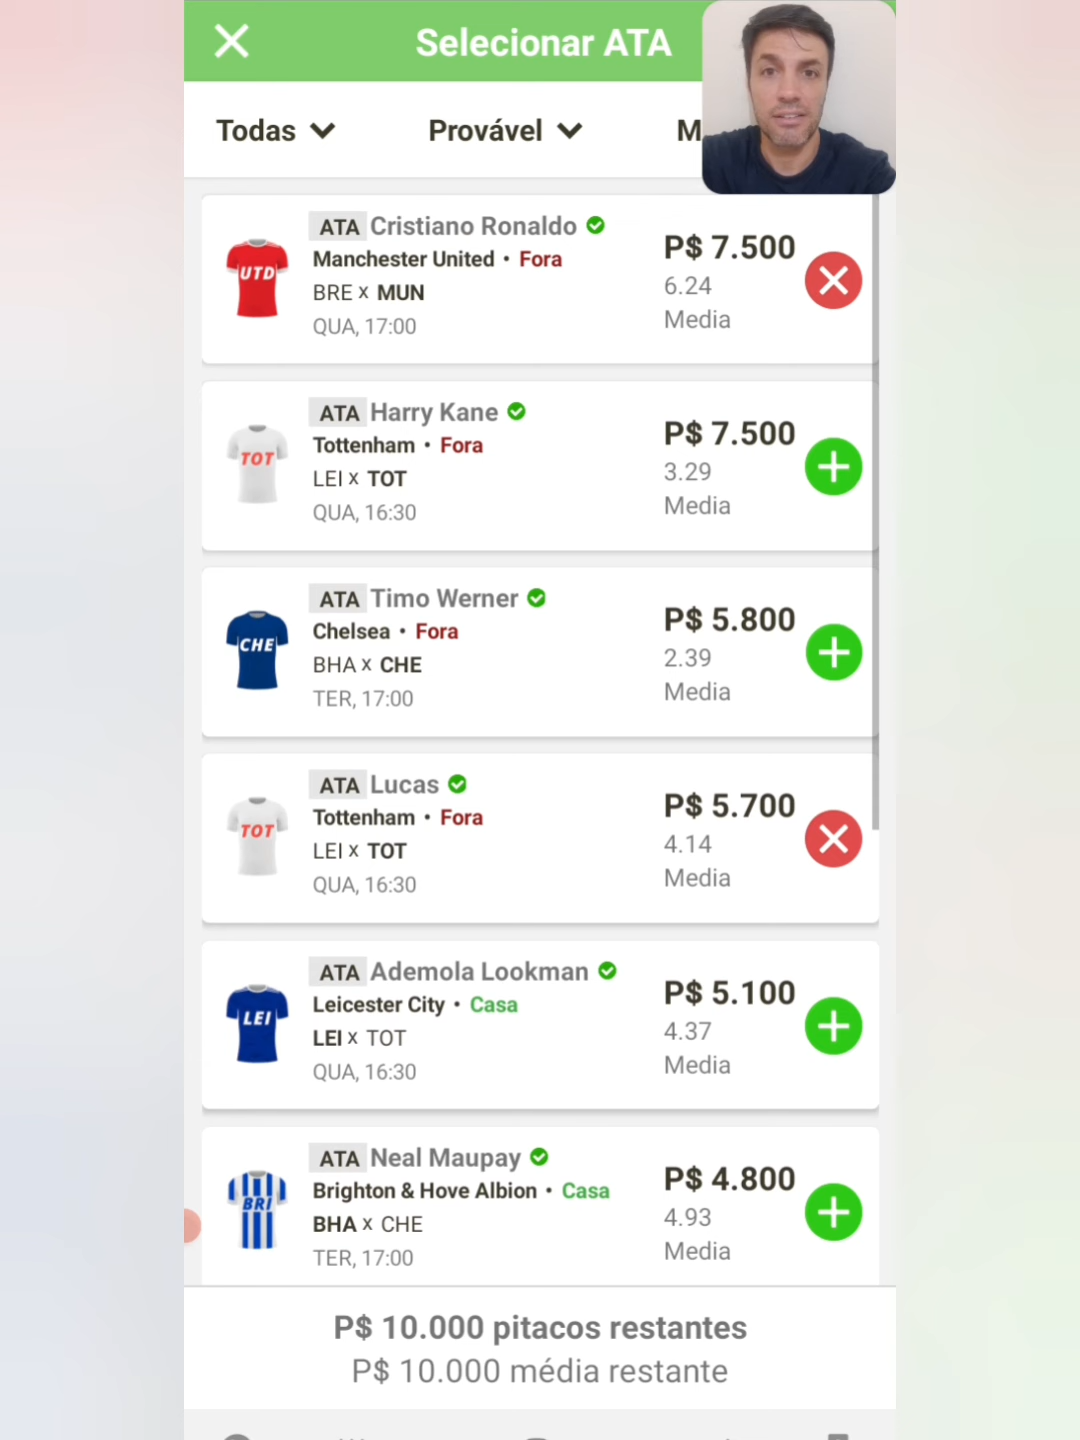 Selecionar ATA
Todas
Provável
M
ATA Cristiano Ronaldo
Manchester United • Fora
BRE x MUN
QUA, 17:00
P$ 7.500
6.24
Media
UTD
ATA Harry Kane
Tottenham • Fora
LEI x TOT
QUA, 16:30
P$ 7.500
3.29
Media
TOT
ATA Timo Werner
Chelsea • Fora
BHA x CHE
TER, 17:00
P$ 5.800
2.39
Media
CHE
ATA Lucas
Tottenham • Fora
LEI x TOT
QUA, 16:30
P$ 5.700
4.14
Media
TOT
ATA Ademola Lookman
Leicester City • Casa
LEI x TOT
QUA, 16:30
P$ 5.100
4.37
Media
LEI
ATA Neal Maupay
Brighton & Hove Albion • Casa
BHA x CHE
TER, 17:00
P$ 4.800
4.93
Media
BRI
P$ 10.000 pitacos restantes
P$ 10.000 média restante